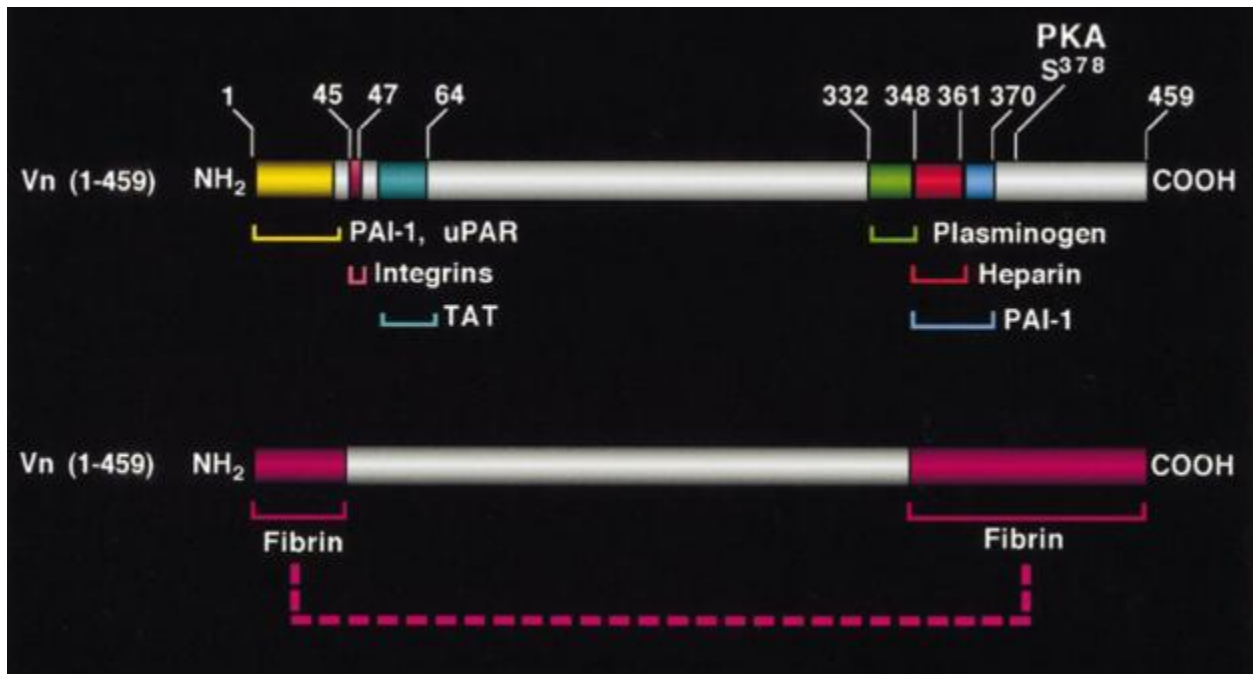 PKA
S378
1 45 47 64 332 348 361 370 459
Vn (1-459) NH2 COOH
PAI-1, uPAR Plasminogen
Integrins Heparin
TAT PAI-1
Vn (1-459) NH2 COOH
Fibrin Fibrin